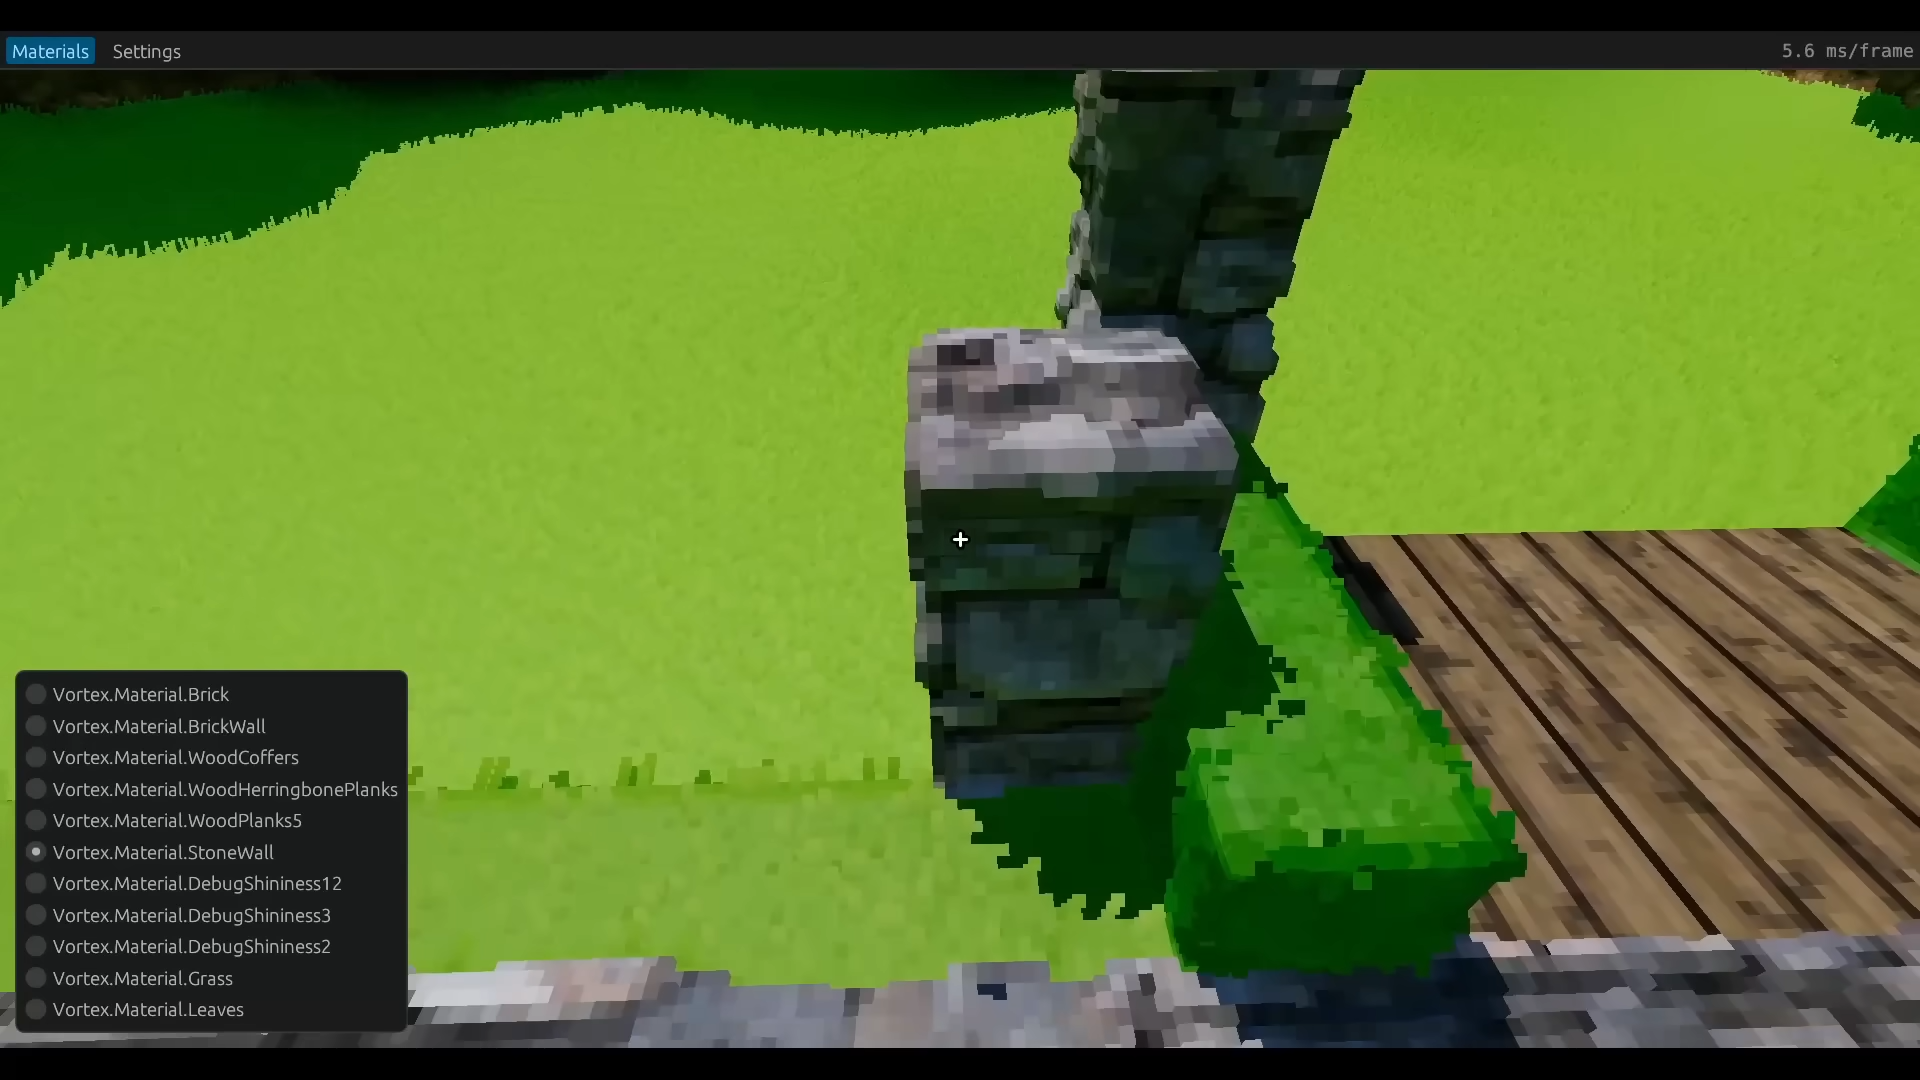 Materials Settings 5.6 ms/frame
Vortex.Material.Brick
Vortex.Material.BrickWall
Vortex.Material.WoodCoffers
Vortex.Material.WoodHerringbonePlanks
Vortex.Material.WoodPlanks5
Vortex.Material.StoneWall
Vortex.Material.DebugShininess12
Vortex.Material.DebugShininess3
Vortex.Material.DebugShininess2
Vortex.Material.Grass
Vortex.Material.Leaves